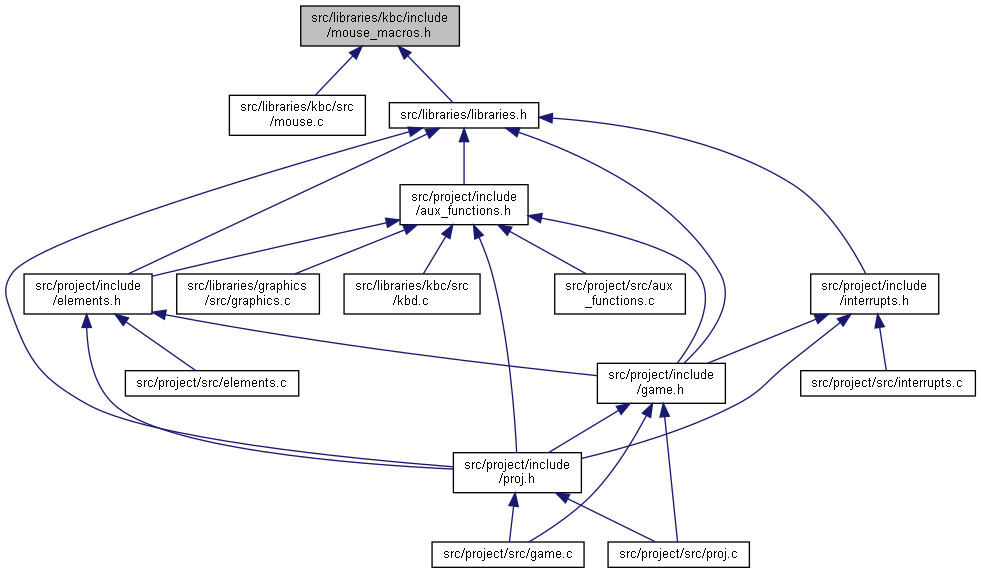 src/libraries/kbc/include
/mouse_macros.h
src/libraries/kbc/src
/mouse.c
src/libraries/libraries.h
src/project/include
/aux_functions.h
src/project/include
/elements.h
src/libraries/graphics
/src/graphics.c
src/libraries/kbc/src
/kbd.c
src/project/src/aux
_functions.c
src/project/include
/interrupts.h
src/project/src/elements.c
src/project/include
/game.h
src/project/src/interrupts.c
src/project/include
/proj.h
src/project/src/game.c
src/project/src/proj.c